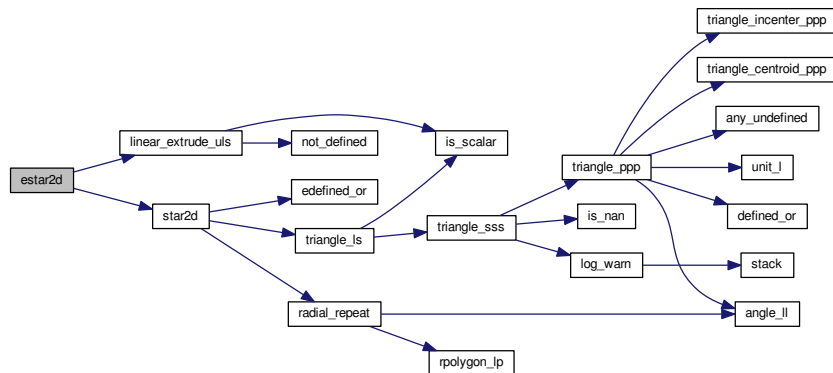 estar2d
linear_extrude_uls
star2d
not_defined
edefined_or
triangle_ls
radial_repeat
is_scalar
triangle_sss
rpolygon_lp
triangle_ppp
is_nan
log_warn
triangle_incenter_ppp
triangle_centroid_ppp
any_undefined
unit_l
defined_or
stack
angle_ll